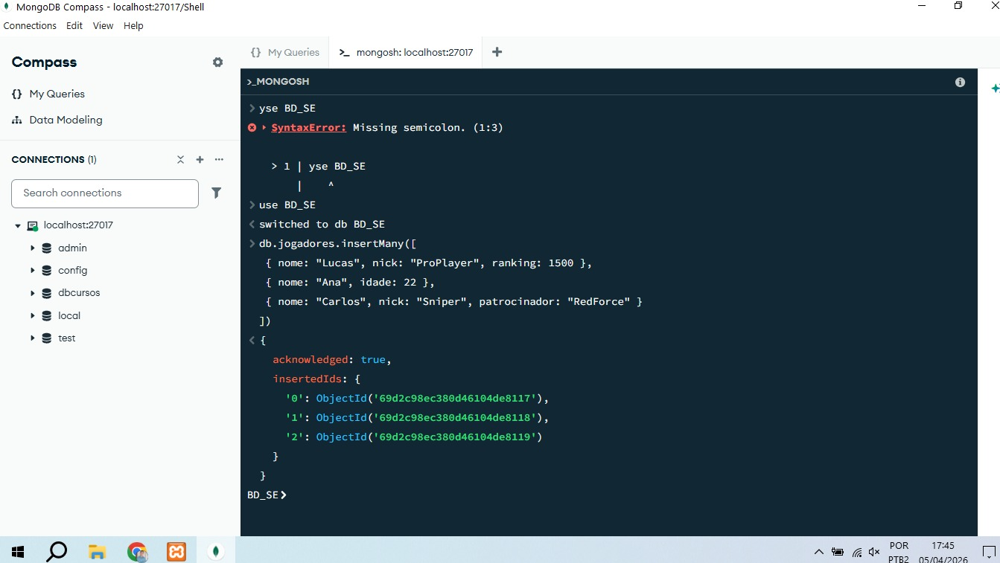 MongoDB Compass - localhost:27017/Shell
Connections Edit View Help
Compass
{} My Queries
>_ mongosh: localhost:27017
My Queries
Data Modeling
CONNECTIONS (1)
Search connections
localhost:27017
admin
config
dbcursos
local
test
>_MONGOSH
> yse BD_SE
SyntaxError: Missing semicolon. (1:3)
> 1 | yse BD_SE
| ^
> use BD_SE
< switched to db BD_SE
> db.jogadores.insertMany([
{ nome: "Lucas", nick: "ProPlayer", ranking: 1500 },
{ nome: "Ana", idade: 22 },
{ nome: "Carlos", nick: "Sniper", patrocinador: "RedForce" }
])
< {
acknowledged: true,
insertedIds: {
'0': ObjectId('69d2c98ec380d46104de8117'),
'1': ObjectId('69d2c98ec380d46104de8118'),
'2': ObjectId('69d2c98ec380d46104de8119')
}
}
BD_SE>
POR
PTB2
17:45
05/04/2026